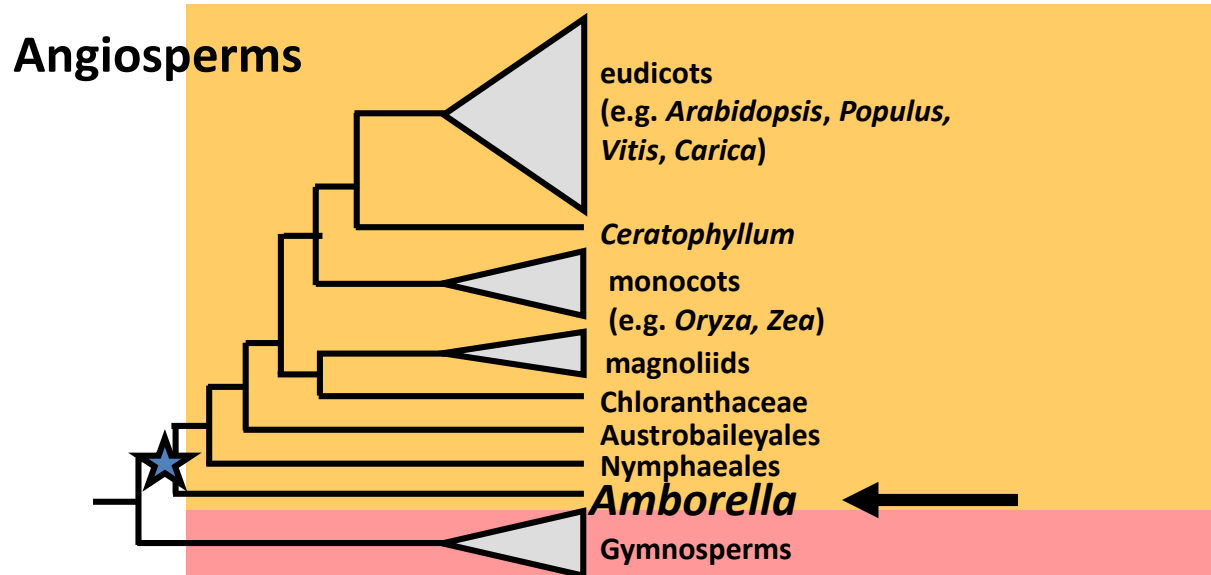 Angiosperms
eudicots
(e.g. Arabidopsis, Populus,
Vitis, Carica)
Ceratophyllum
monocots
(e.g. Oryza, Zea)
magnoliids
Chloranthaceae
Austrobaileyales
Nymphaeales
Amborella
Gymnosperms